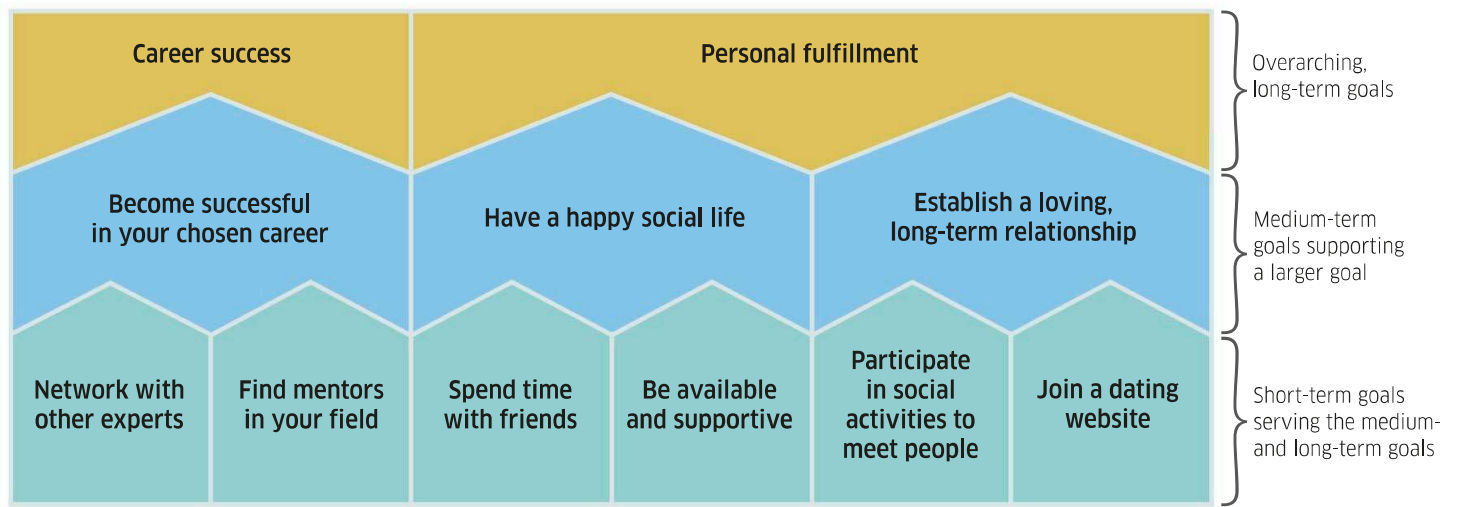 Career success
Personal fulfillment
Overarching,
long-term goals
Become successful
in your chosen career
Have a happy social life
Establish a loving,
long-term relationship
Medium-term
goals supporting
a larger goal
Network with
other experts
Find mentors
in your field
Spend time
with friends
Be available
and supportive
Participate
in social
activities to
meet people
Join a dating
website
Short-term goals
serving the medium-
and long-term goals